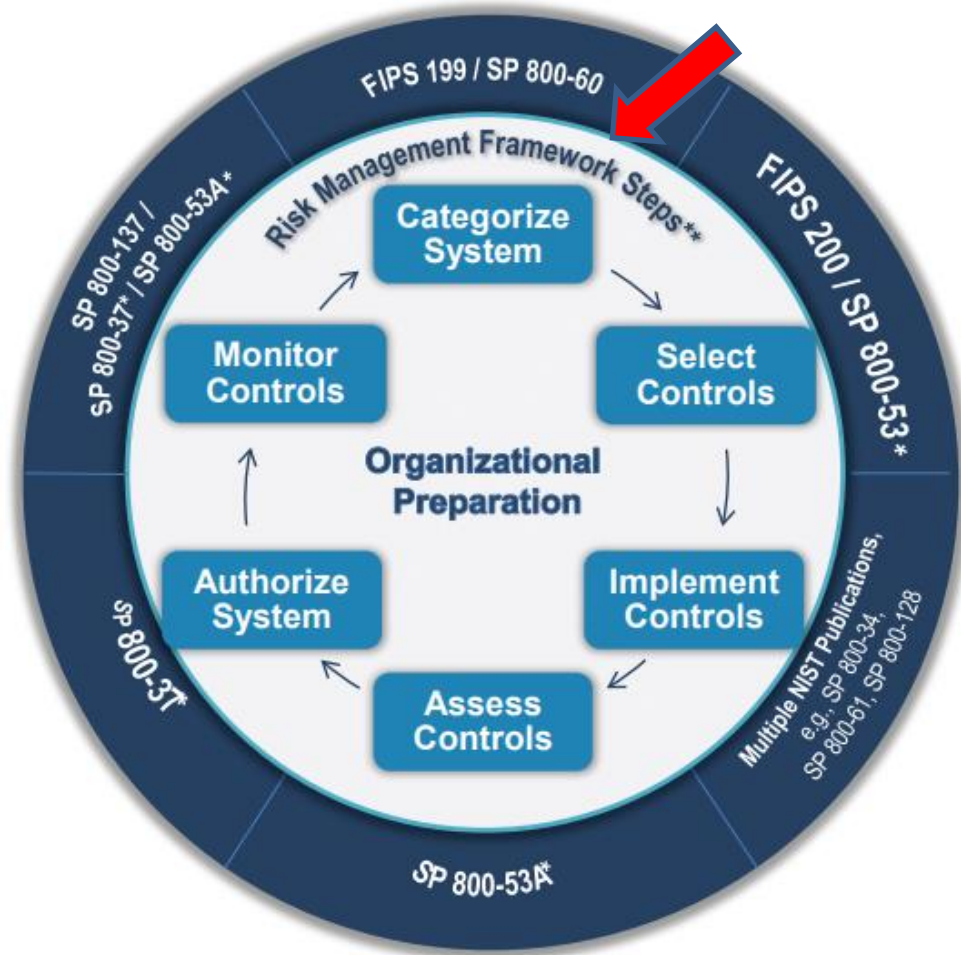 FIPS 199 / SP 800-60
Risk Management Framework Steps**
Categorize
System
FIPS 200 / SP 800-53*
Select
Controls
Multiple NIST Publications,
e.g., SP 800-34,
SP 800-61, SP 800-128
Implement
Controls
SP 800-53A*
Assess
Controls
SP 800-37*
Authorize
System
SP 800-137 /
SP 800-37* / SP 800-53A*
Monitor
Controls
Organizational
Preparation